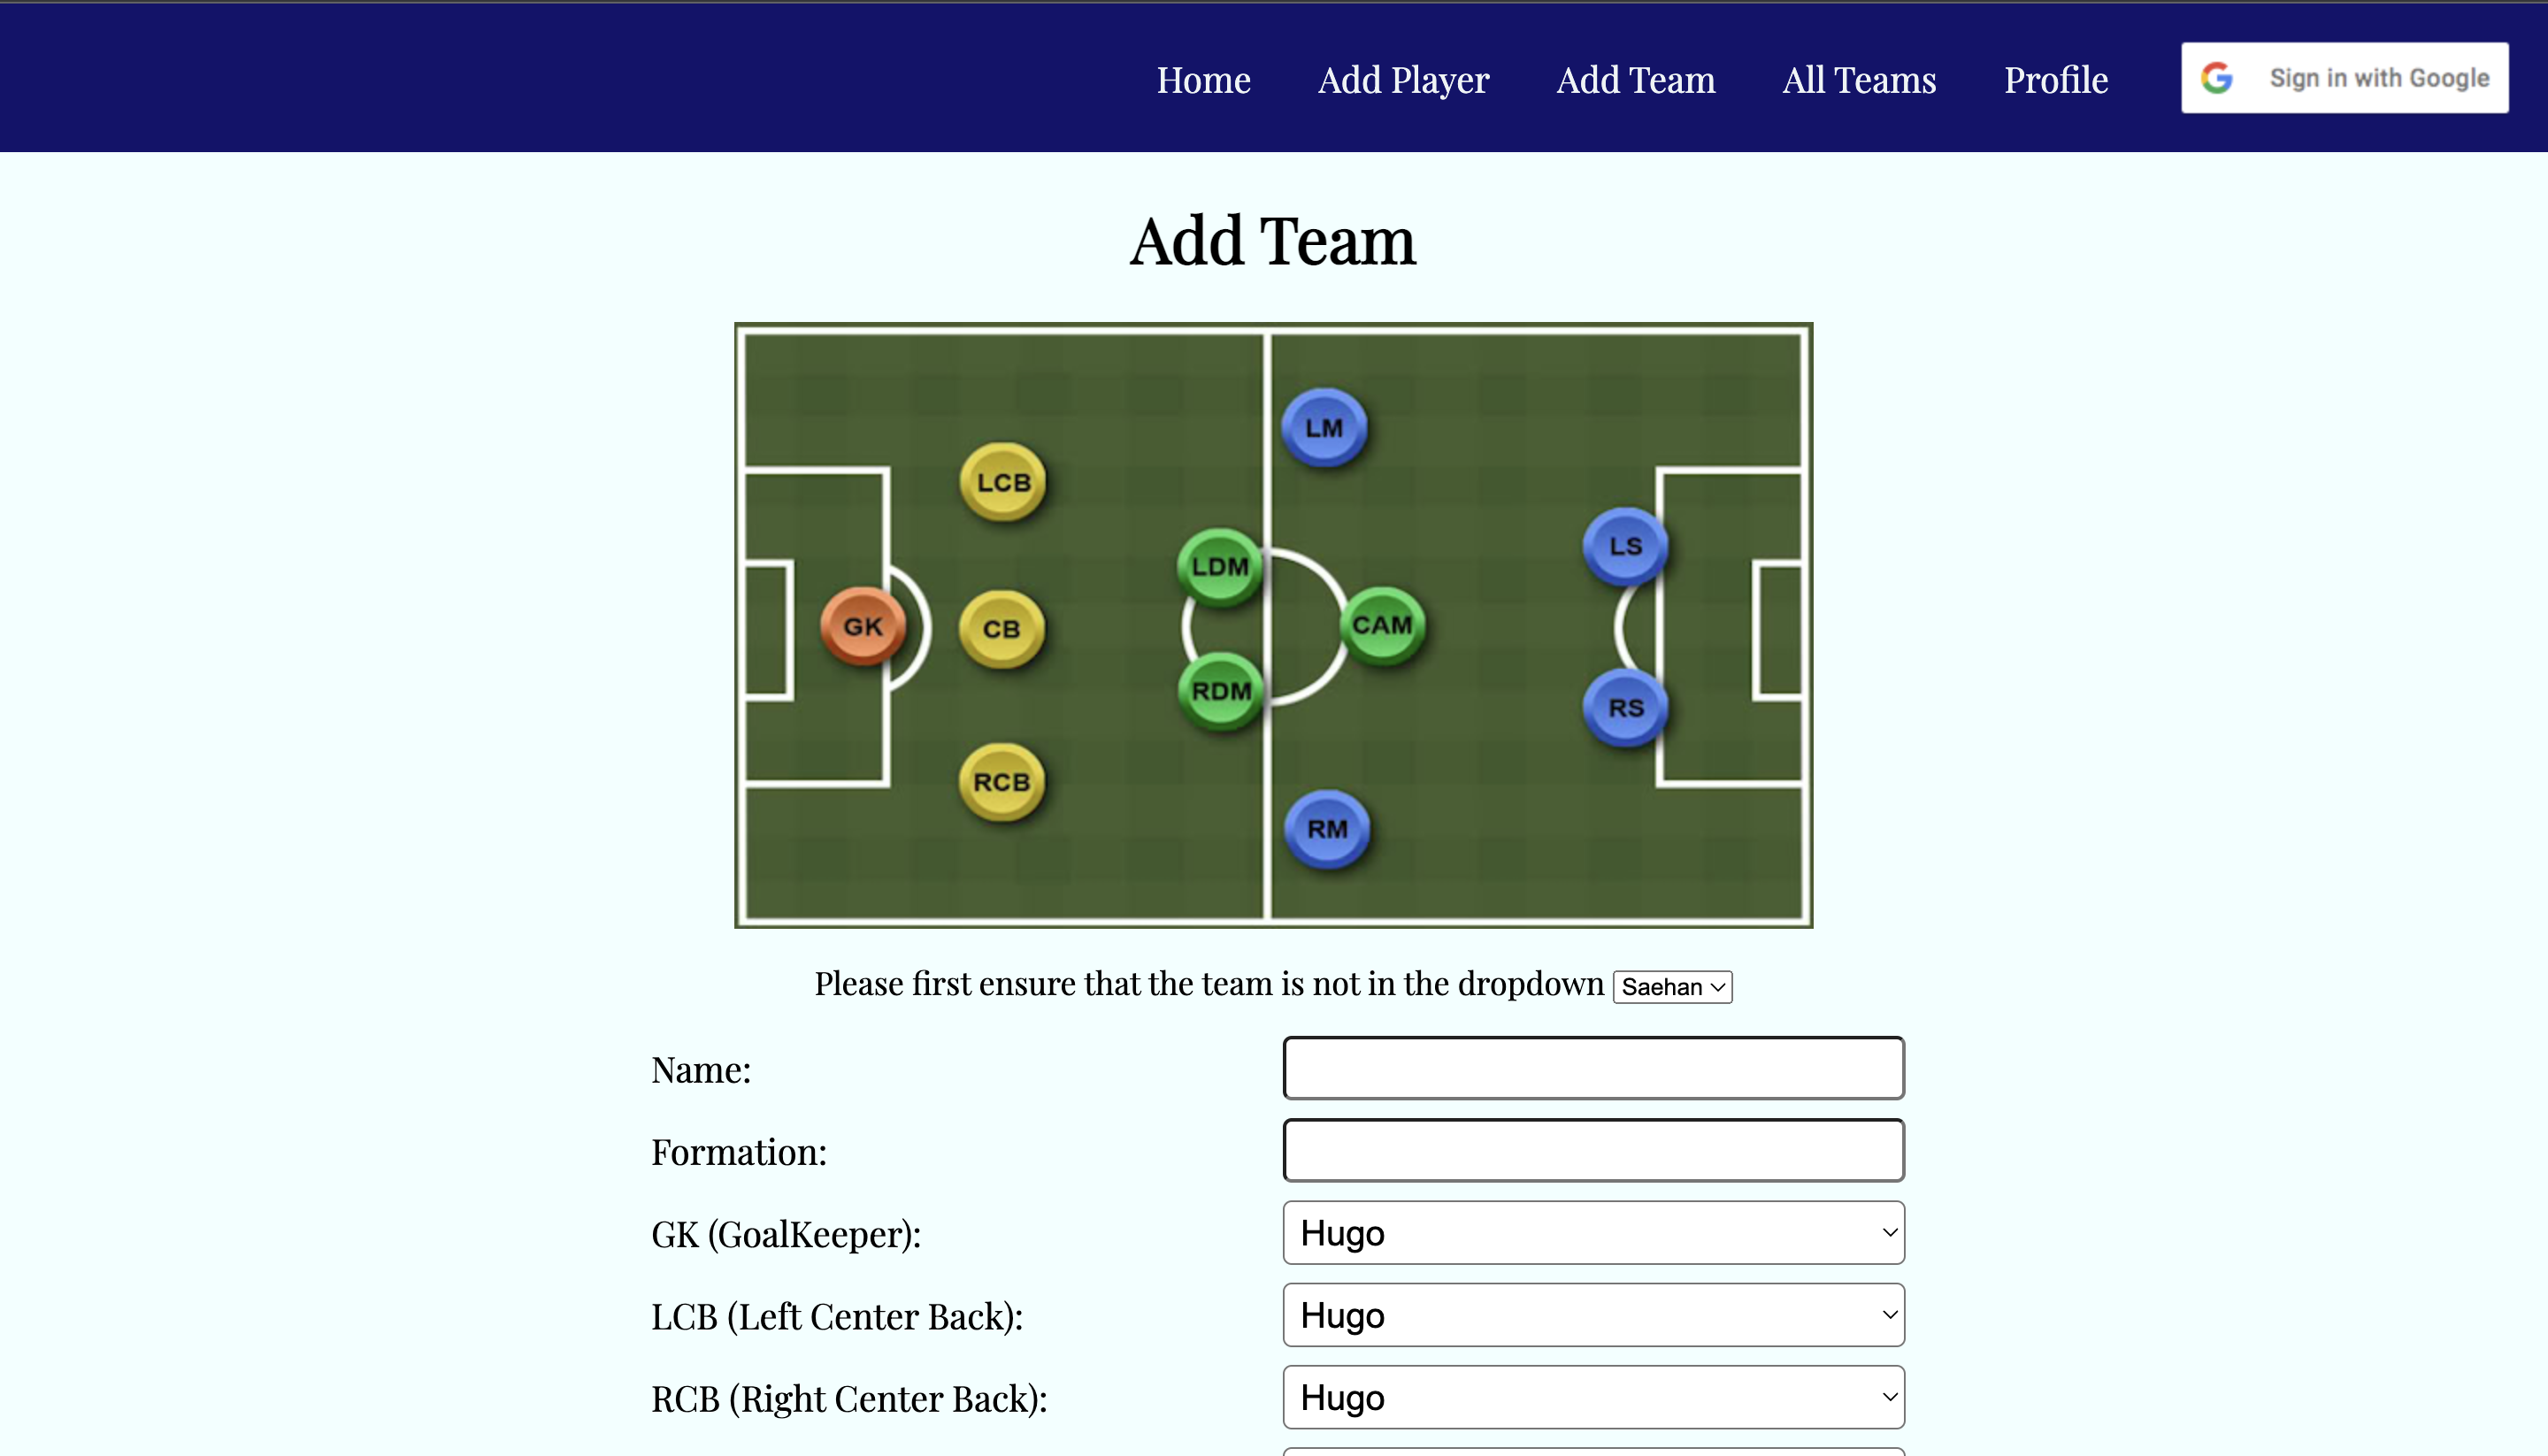 Home Add Player Add Team All Teams Profile Sign in with Google
Add Team
LM
LCB
LS
LDM
GK CB CAM
RDM
RS
RCB
RM
Please first ensure that the team is not in the dropdown Saehan
Name:
Formation:
GK (GoalKeeper): Hugo
LCB (Left Center Back): Hugo
RCB (Right Center Back): Hugo